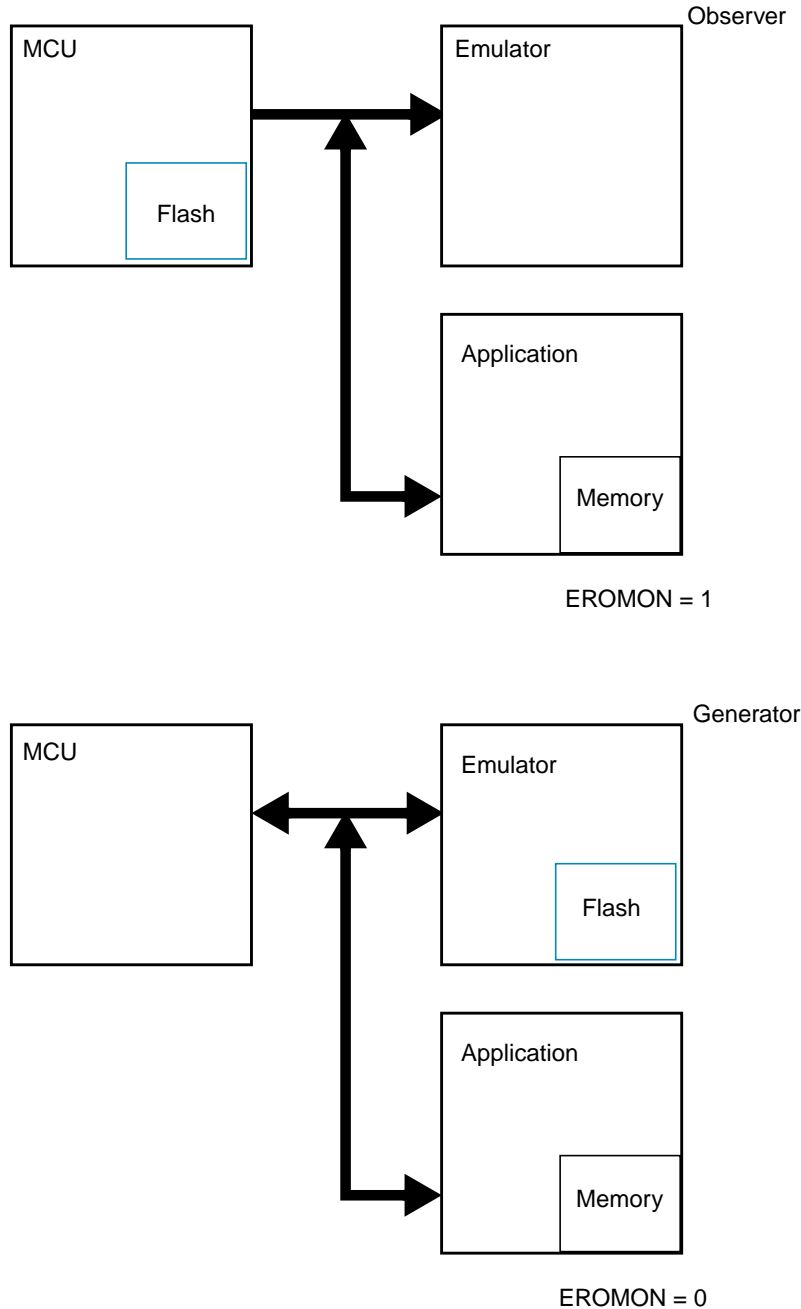 Observer
MCU
Emulator
Flash
Application
Memory
EROMON = 1
Generator
MCU
Emulator
Flash
Application
Memory
EROMON = 0